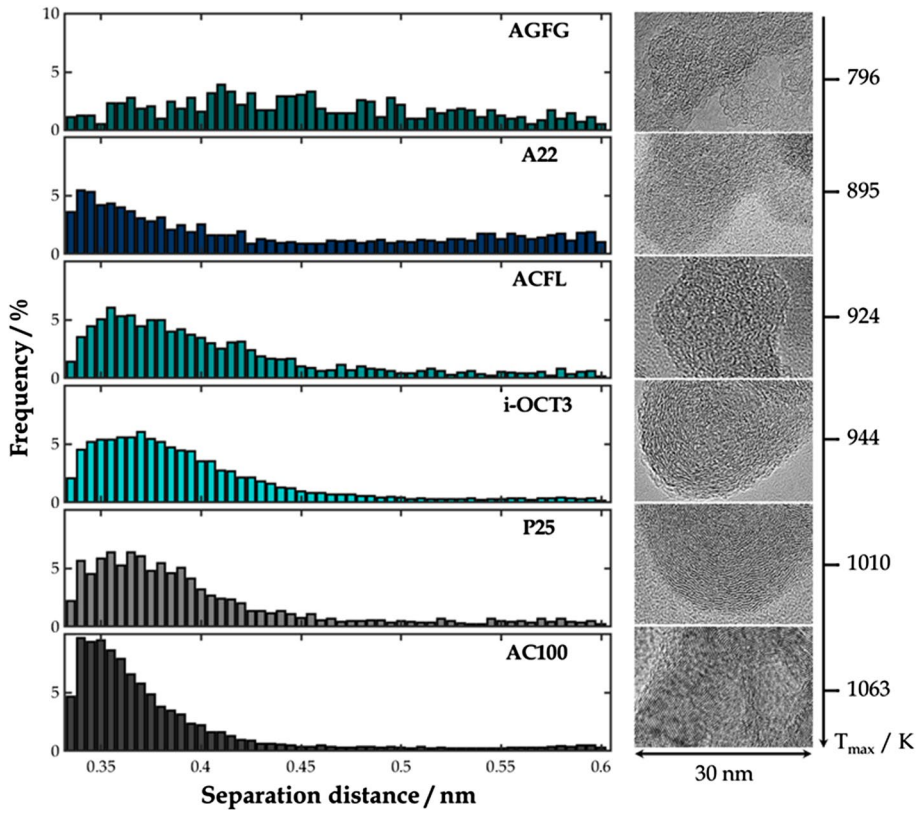 10
AGFG
5
0
796
A22
5
0
895
ACFL
5
0
924
Frequency / %
i-OCT3
5
0
944
P25
5
0
1010
AC100
5
0
1063
0.35 0.4 0.45 0.5 0.55 0.6
Tmax / K
30 nm
Separation distance / nm